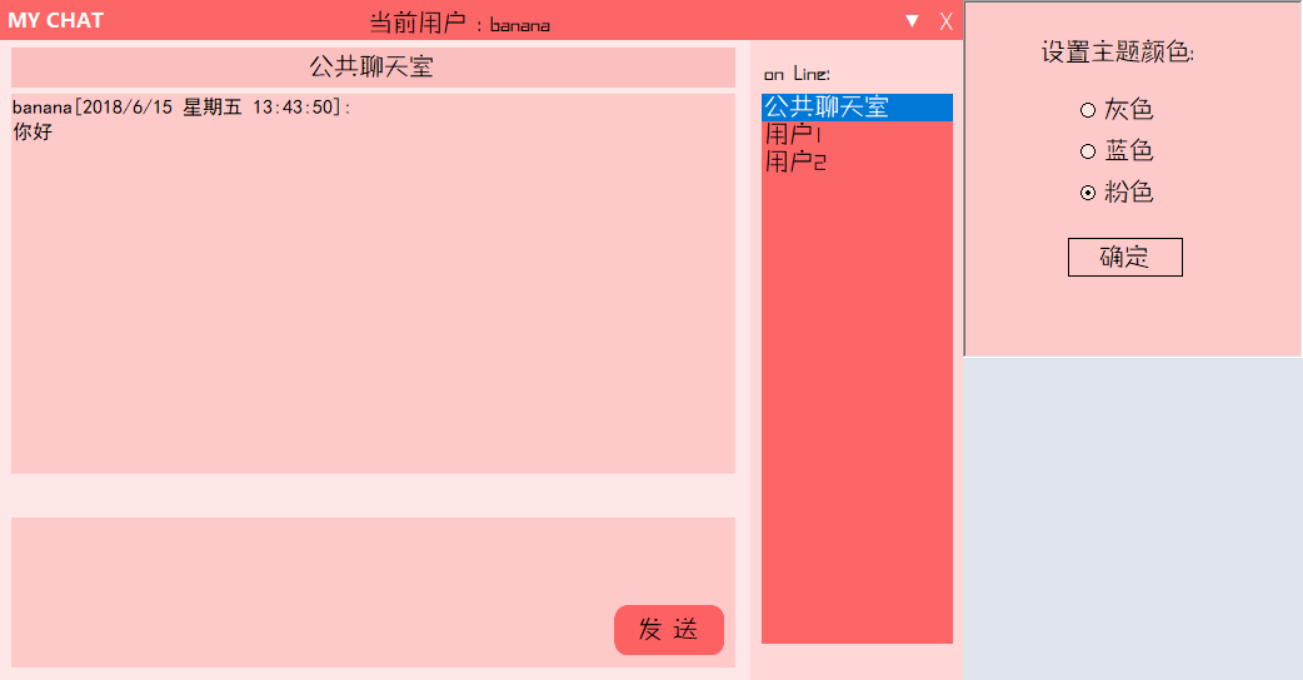 MY CHAT
当前用户 : banana
▼ X
公共聊天室
banana[2018/6/15 星期五 13:43:50]:
你好
发 送
on Line:
公共聊天室
用户1
用户2
设置主题颜色:
灰色
蓝色
粉色
确定